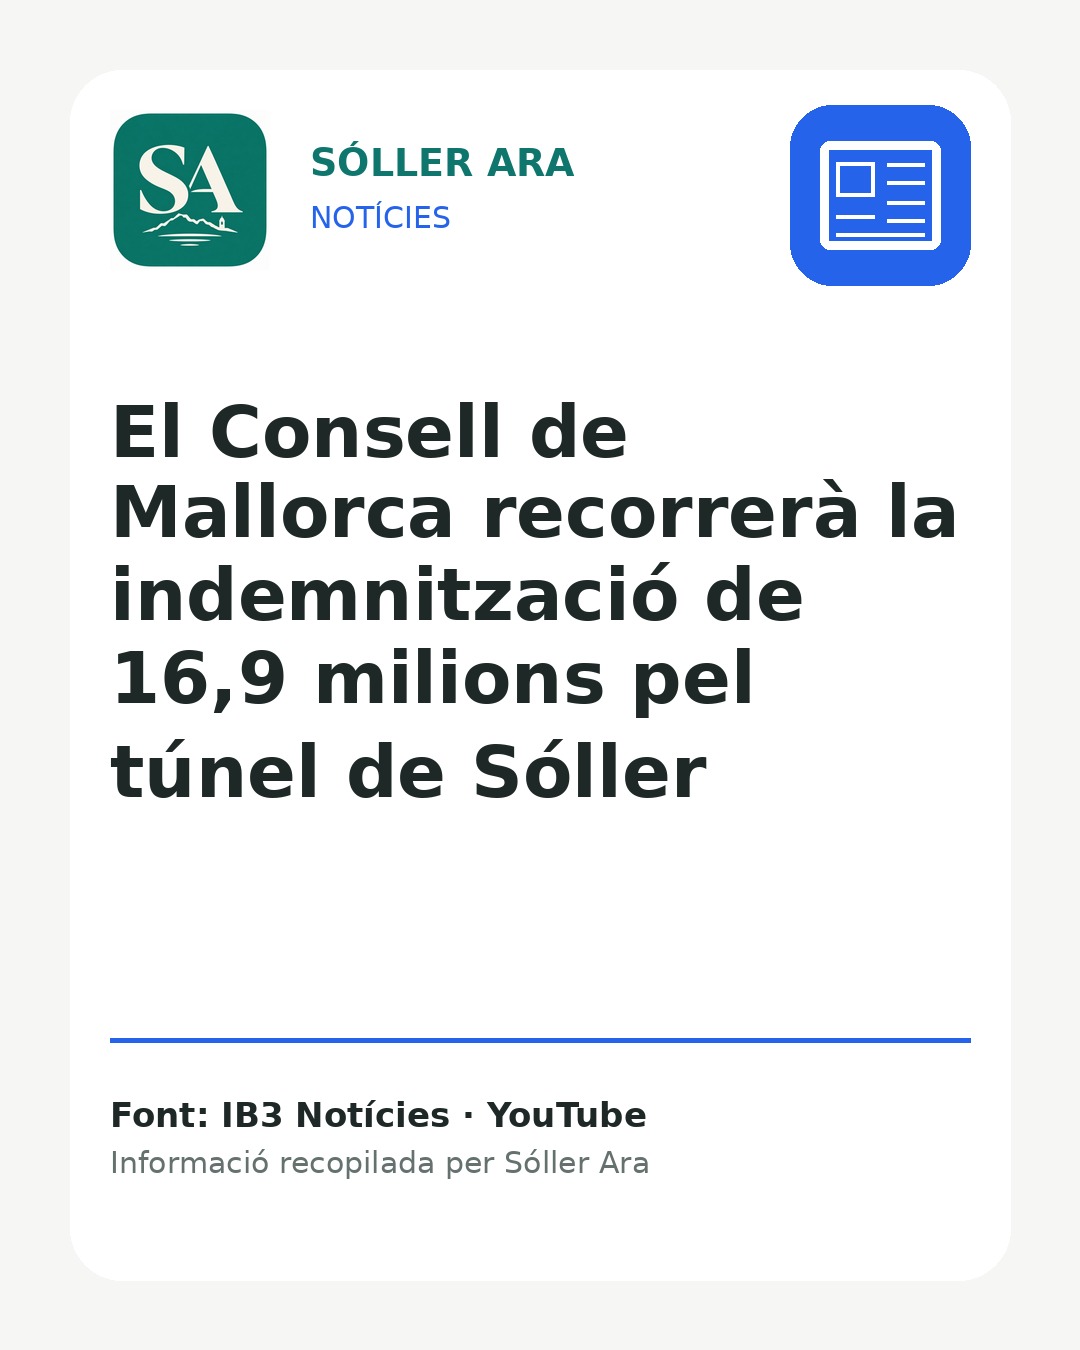 SA
SÓLLER ARA
NOTÍCIES
El Consell de
Mallorca recorrerà la
indemnització de
16,9 milions pel
túnel de Sóller
Font: IB3 Notícies · YouTube
Informació recopilada per Sóller Ara